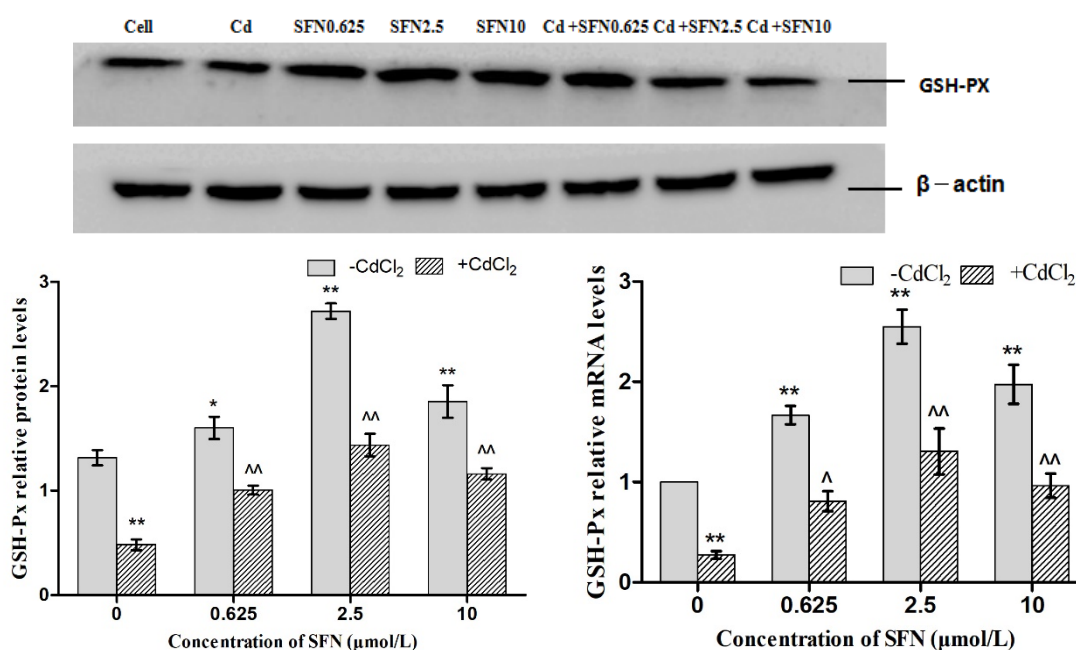 Cell Cd SFN0.625 SFN2.5 SFN10 Cd +SFN0.625 Cd +SFN2.5 Cd +SFN10
GSH-PX
β – actin
-CdCl₂ +CdCl₂
GSH-Px relative protein levels
3
2
1
0
**
*
^^
**
^^
**
^^
0 0.625 2.5 10
Concentration of SFN (µmol/L)
-CdCl₂ +CdCl₂
GSH-Px relative mRNA levels
3
2
1
0
**
**
^
**
^^
**
^^
0 0.625 2.5 10
Concentration of SFN (µmol/L)